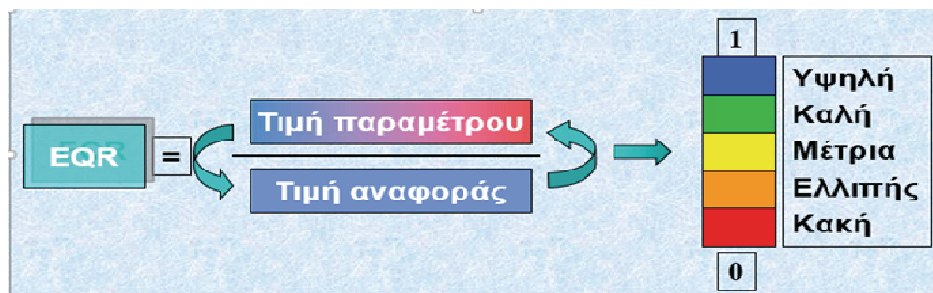 EQR
=
Τιμή παραμέτρου
Τιμή αναφοράς
1
Υψηλή
Καλή
Μέτρια
Ελλιπής
Κακή
0